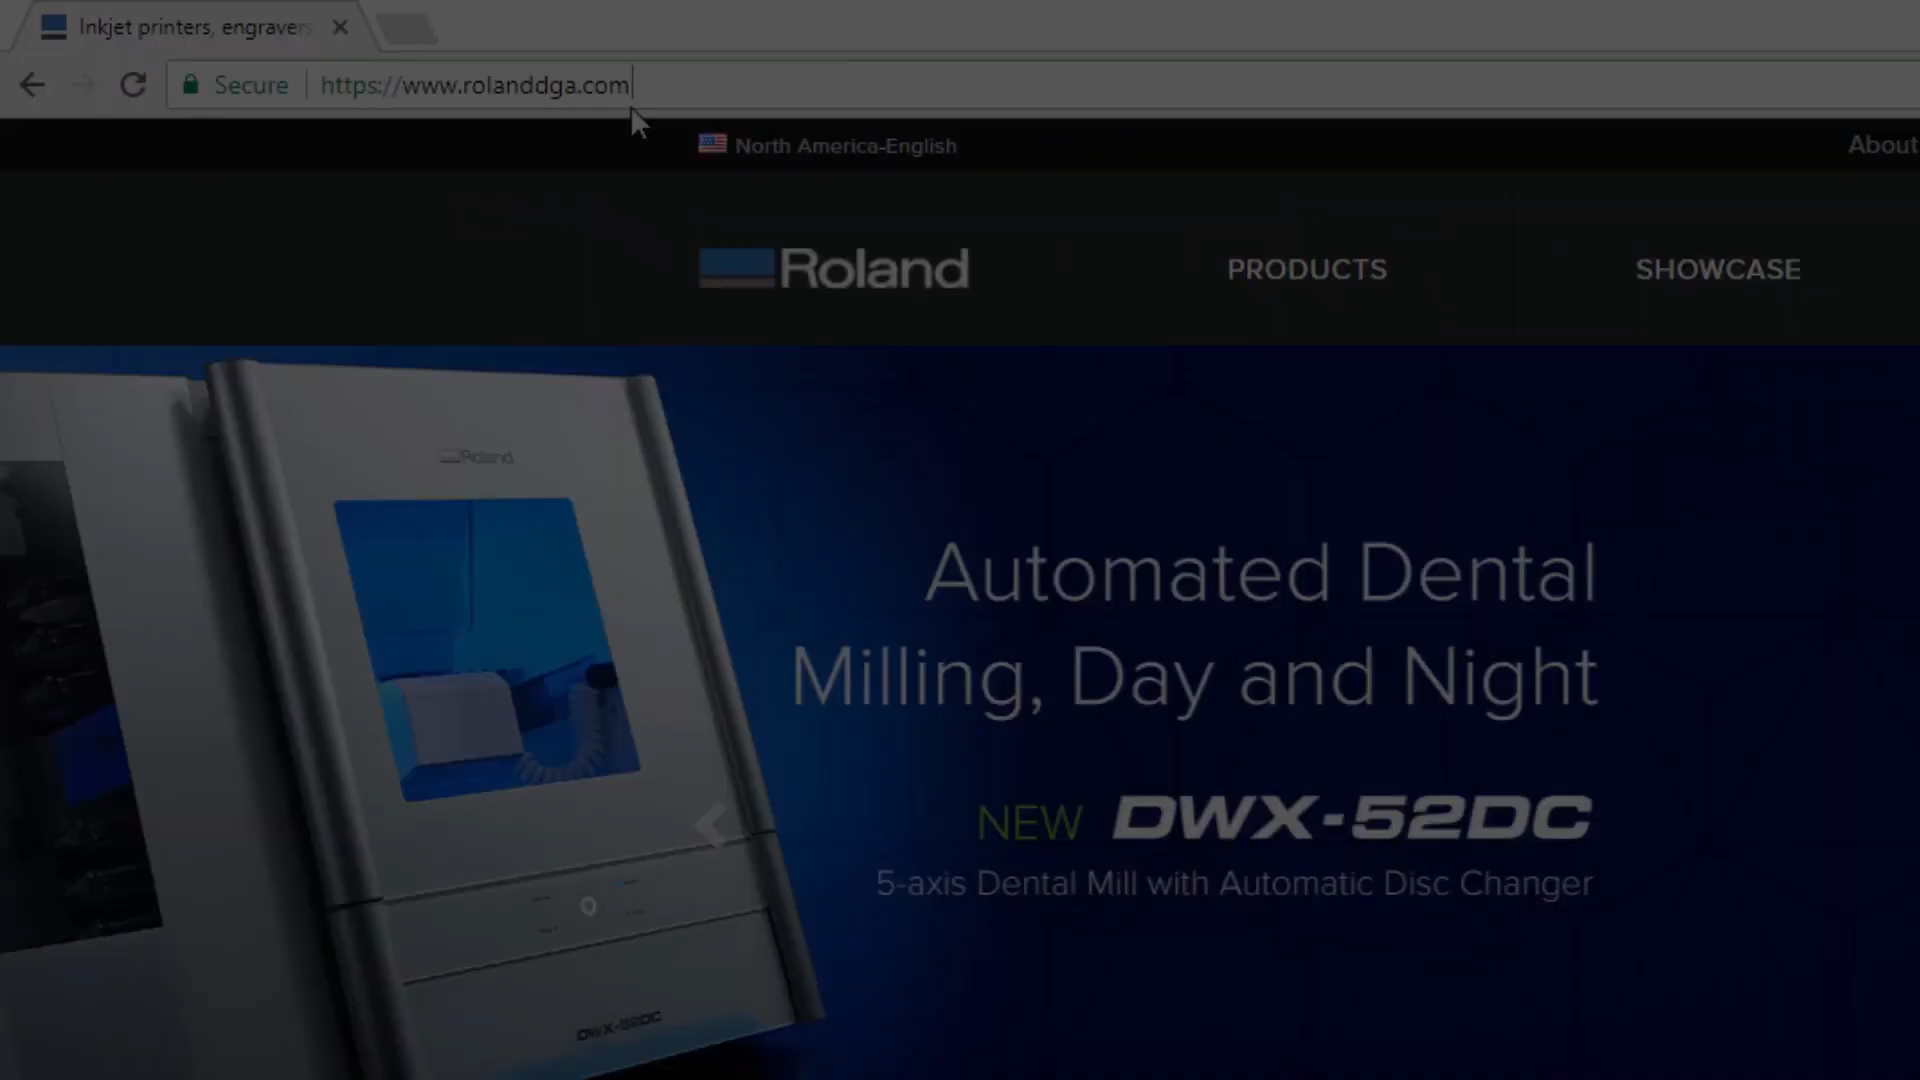 Inkjet printers, engravers
Secure
https://www.rolanddga.com
North America-English
About
Roland
PRODUCTS
SHOWCASE
Roland
Automated Dental
Milling, Day and Night
NEW DWX-52DC
5-axis Dental Mill with Automatic Disc Changer
DWX-52DC